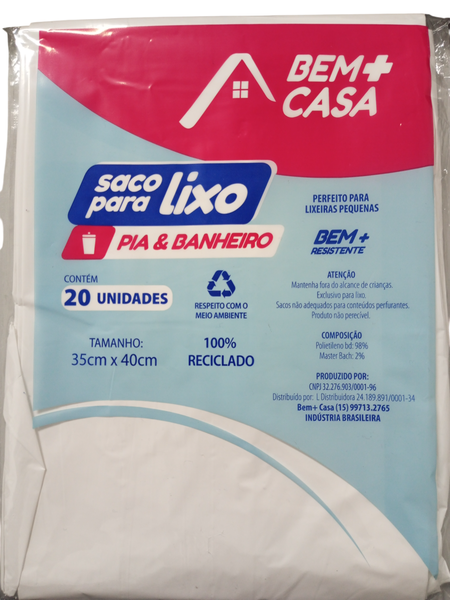 BEM+
CASA
saco
para lixo
PIA & BANHEIRO
CONTÉM
20 UNIDADES
TAMANHO:
35cm x 40cm
RESPEITO COM O
MEIO AMBIENTE
100%
RECICLADO
PERFEITO PARA
LIXEIRAS PEQUENAS
BEM+
RESISTENTE
ATENÇÃO
Mantenha fora do alcance de crianças.
Exclusivo para lixo.
Sacos não adequados para conteúdos perfurantes.
Produto não perecível.
COMPOSIÇÃO
Polietileno bd: 98%
Master Bach: 2%
PRODUZIDO POR:
CNPJ 32.276.903/0001-96
Distribuído por: L Distribuidora 24.189.891/0001-34
Bem+ Casa (15) 99713.2765
INDÚSTRIA BRASILEIRA